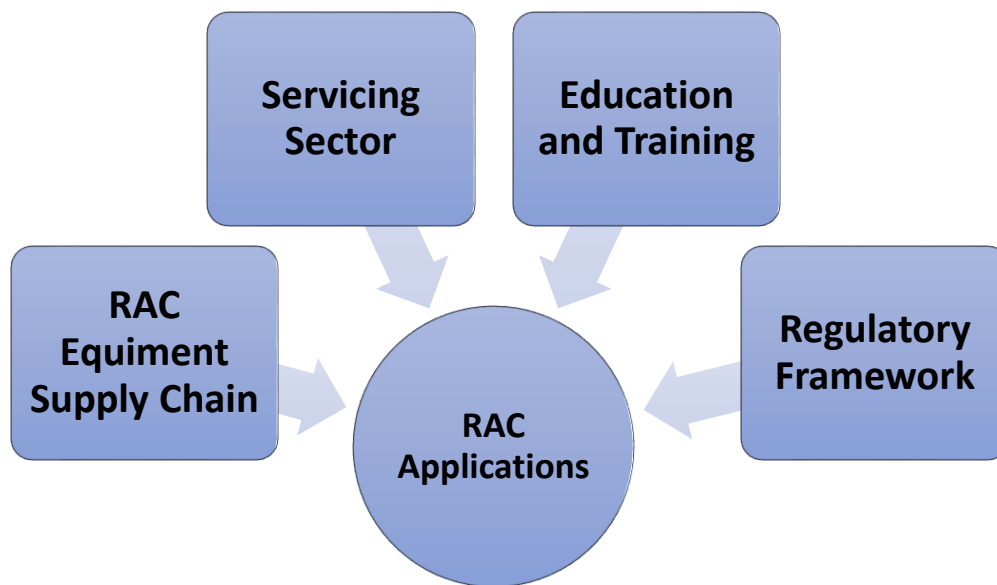 Servicing
Sector
Education
and Training
RAC
Equiment
Supply Chain
Regulatory
Framework
RAC
Applications